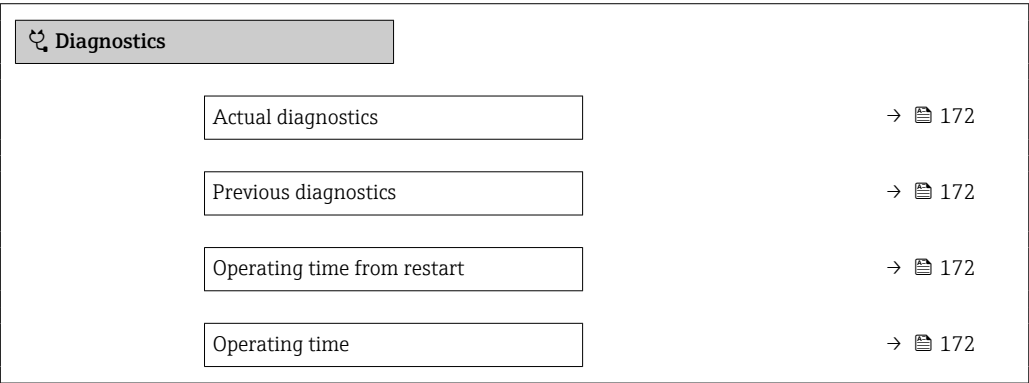 Diagnostics
Actual diagnostics → 172
Previous diagnostics → 172
Operating time from restart → 172
Operating time → 172